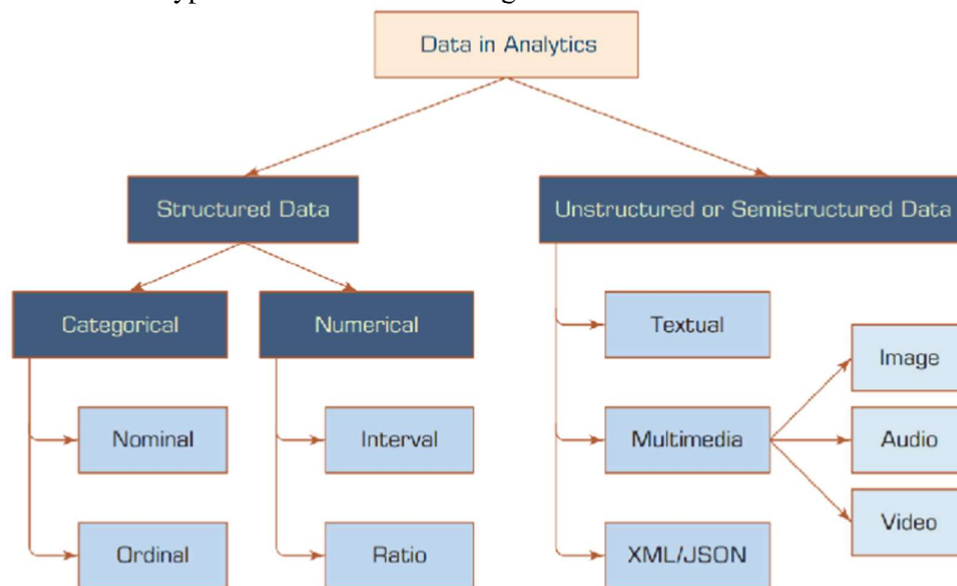 Data in Analytics
Structured Data
Unstructured or Semistructured Data
Categorical
Numerical
Textual
Image
Nominal
Interval
Multimedia
Audio
Ordinal
Ratio
XML/JSON
Video